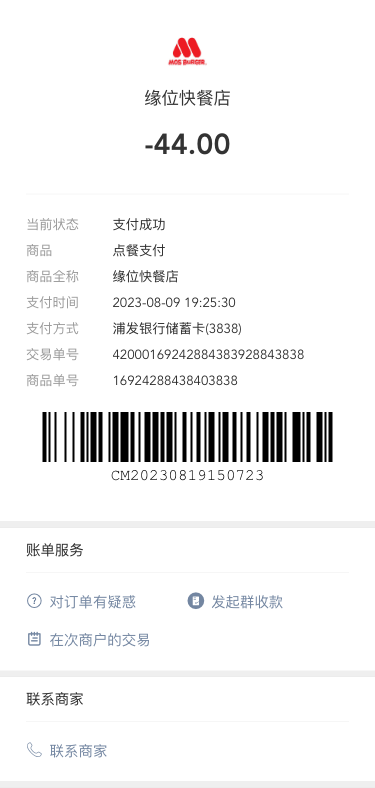 MOS BURGER
缘位快餐店
-44.00
当前状态 支付成功
商品 点餐支付
商品全称 缘位快餐店
支付时间 2023-08-09 19:25:30
支付方式 浦发银行储蓄卡(3838)
交易单号 42000169242884383928843838
商品单号 16924288438403838
CM20230819150723
账单服务
对订单有疑惑 发起群收款
在次商户的交易
联系商家
联系商家